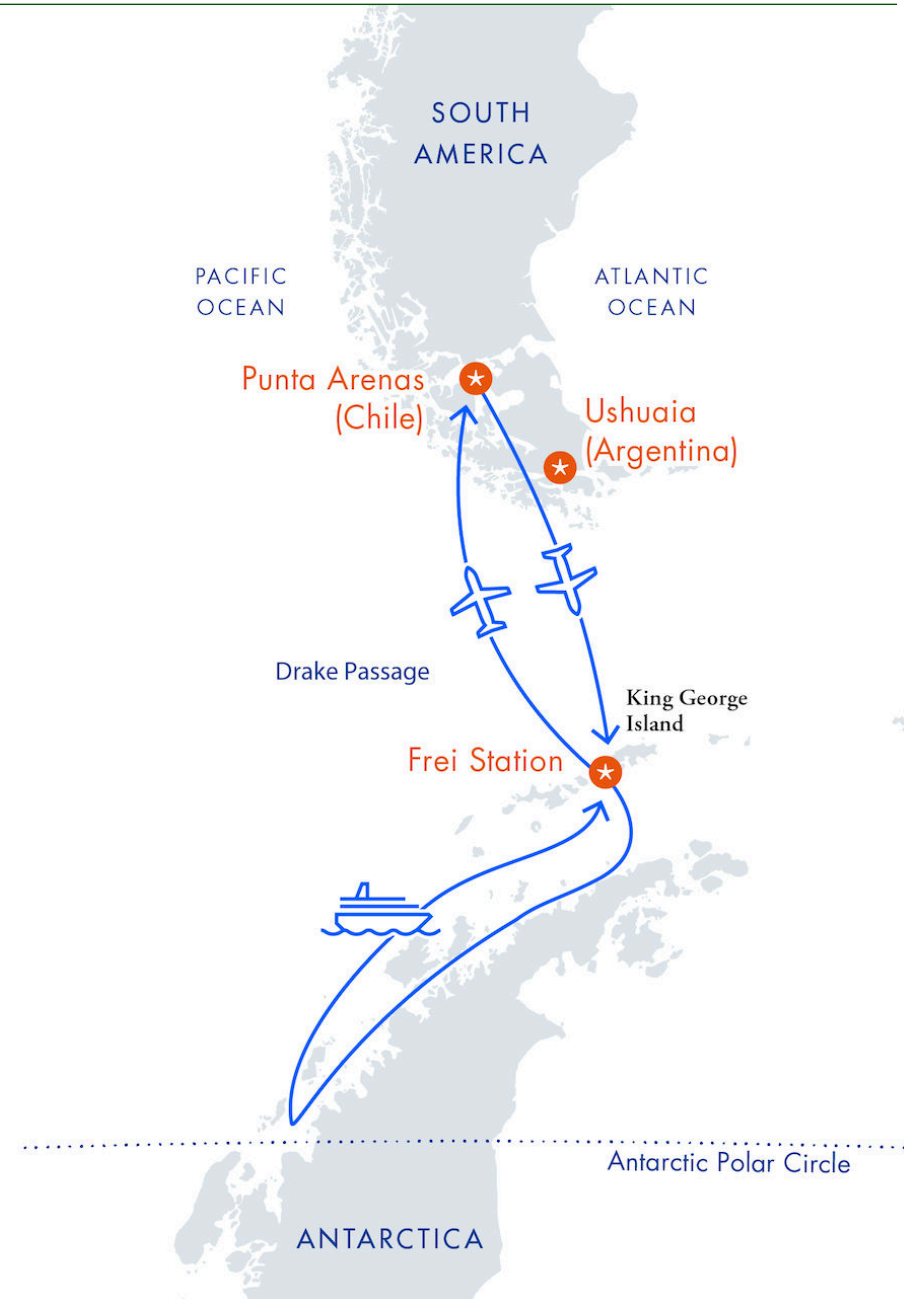 SOUTH
AMERICA
PACIFIC
OCEAN
ATLANTIC
OCEAN
Punta Arenas
(Chile)
Ushuaia
(Argentina)
Drake Passage
King George
Island
Frei Station
Antarctic Polar Circle
ANTARCTICA